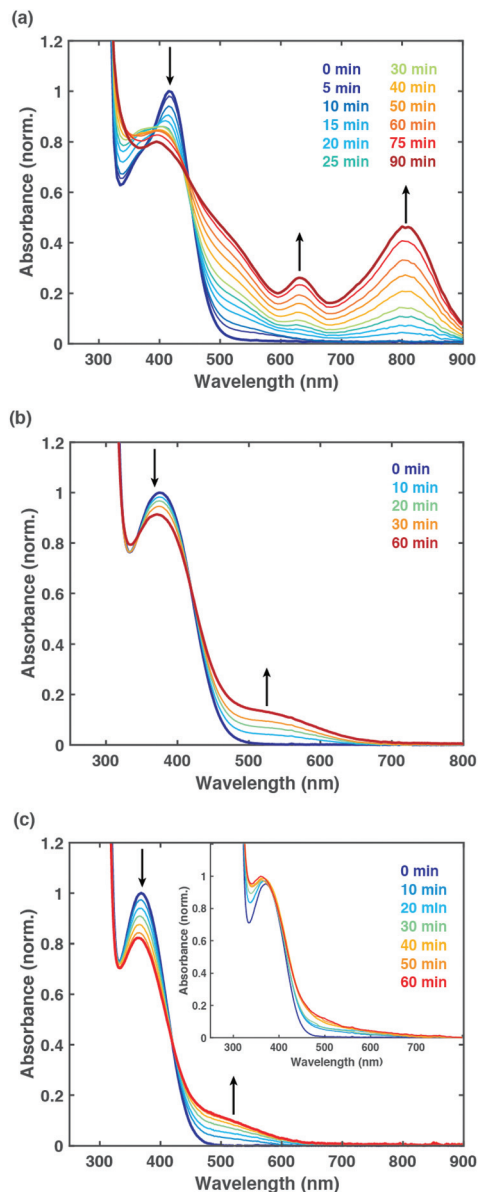 (a)
1.2
1
0.8
0.6
0.4
0.2
0
Absorbance (norm.)
0 min
5 min
10 min
15 min
20 min
25 min
30 min
40 min
50 min
60 min
75 min
90 min
300 400 500 600 700 800 900
Wavelength (nm)
(b)
1.2
1
0.8
0.6
0.4
0.2
0
Absorbance (norm.)
0 min
10 min
20 min
30 min
60 min
300 400 500 600 700 800
Wavelength (nm)
(c)
1.2
1
0.8
0.6
0.4
0.2
0
Absorbance (norm.)
1
0.8
0.6
0.4
0.2
0
Absorbance (norm.)
300 400 500 600 700
Wavelength (nm)
0 min
10 min
20 min
30 min
40 min
50 min
60 min
300 400 500 600 700 800 900
Wavelength (nm)